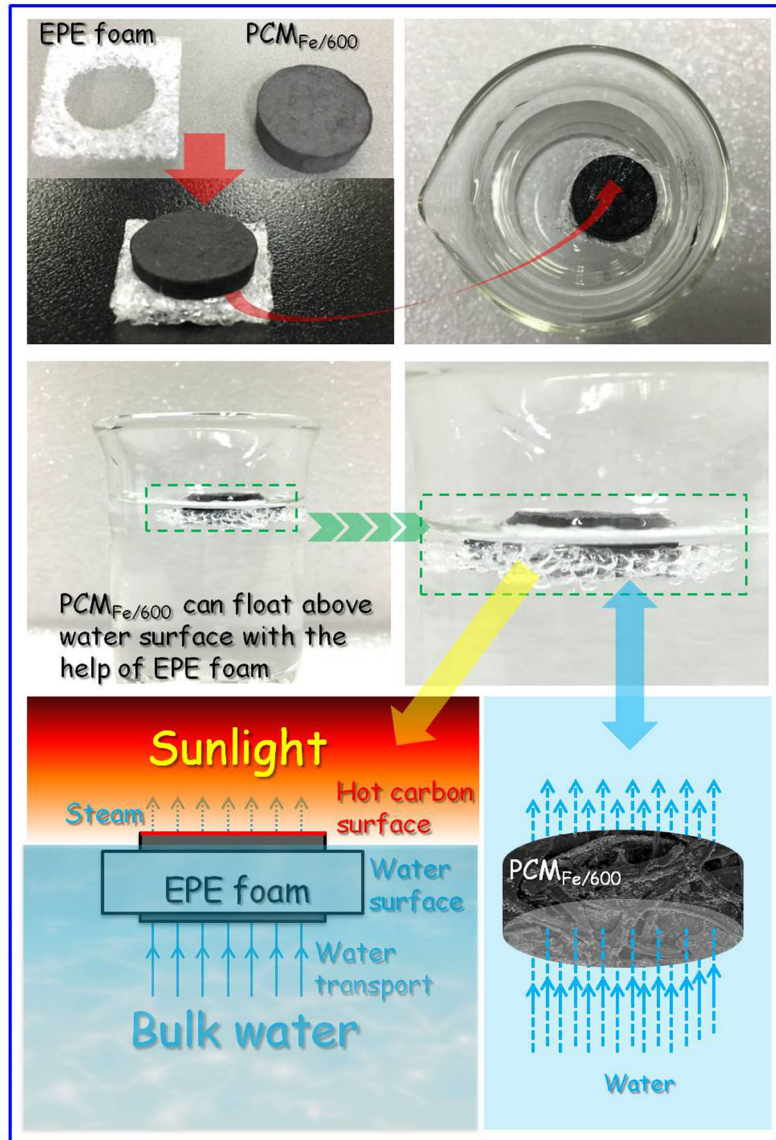 EPE foam
PCMFe/600
PCMFe/600 can float above
water surface with the
help of EPE foam
Sunlight
Steam
Hot carbon
surface
EPE foam
Water
surface
Water
transport
Bulk water
PCMFe/600
Water